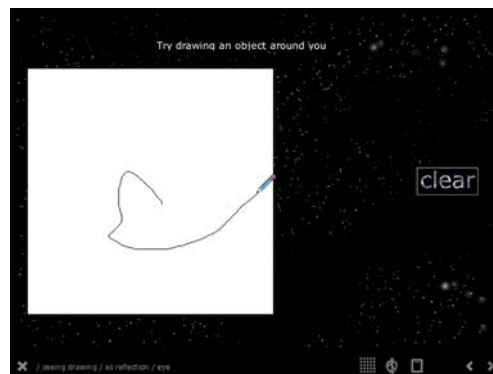 Try drawing an object around you
clear
/ seeing drawing / as reflection / eye